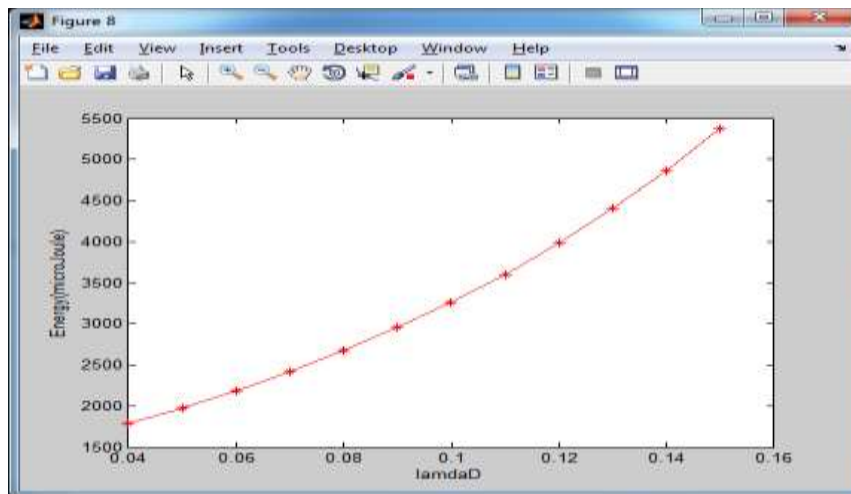 Figure 8
File Edit View Insert Tools Desktop Window Help
5500
5000
4500
4000
3500
3000
2500
2000
1500
Energy(microJoule)
0.04 0.06 0.08 0.1 0.12 0.14 0.16
lamdaD